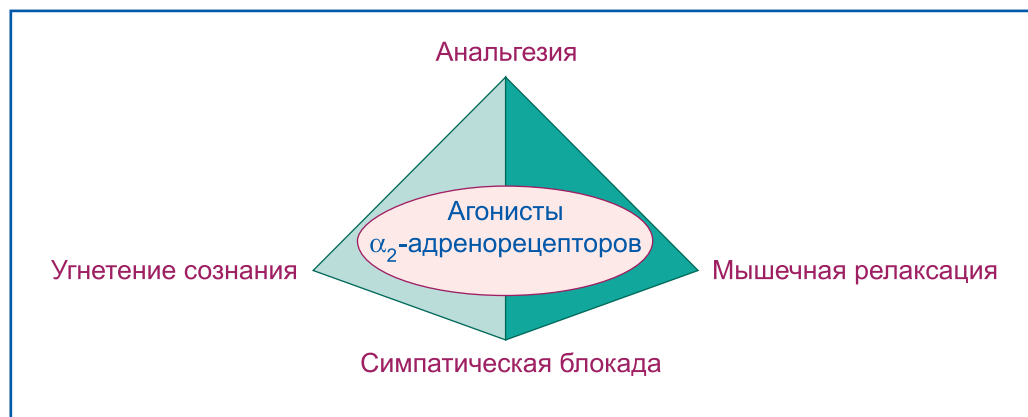 Анальгезия
Агонисты
α₂-адренорецепторов
Угнетение сознания
Мышечная релаксация
Симпатическая блокада